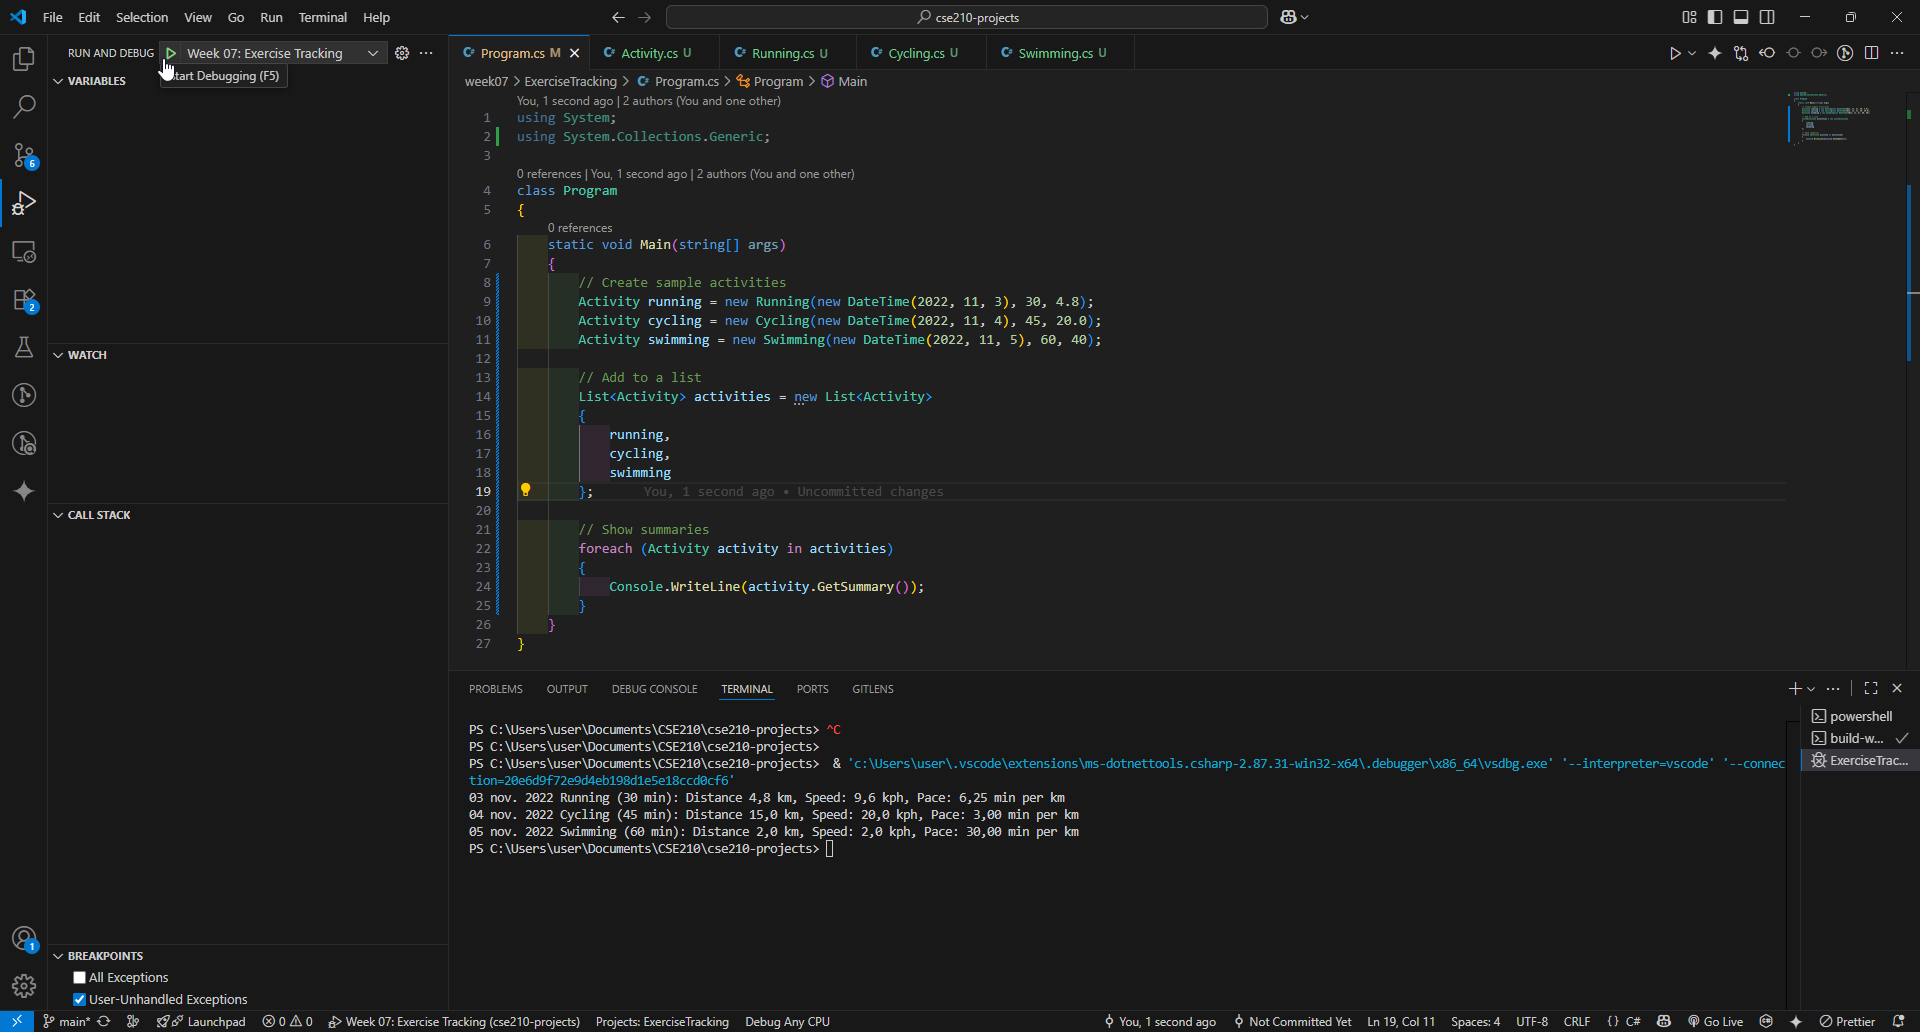 File Edit Selection View Go Run Terminal Help
cse210-projects
RUN AND DEBUG Week 07: Exercise Tracking
tart Debugging (F5)
VARIABLES
WATCH
CALL STACK
BREAKPOINTS
All Exceptions
User-Unhandled Exceptions
6
2
1
Program.cs M
Activity.cs U
Running.cs U
Cycling.cs U
Swimming.cs U
week07 > ExerciseTracking > Program.cs > Program > Main
You, 1 second ago | 2 authors (You and one other)
1 using System;
2 using System.Collections.Generic;
3
0 references | You, 1 second ago | 2 authors (You and one other)
4 class Program
5 {
0 references
6 static void Main(string[] args)
7 {
8 // Create sample activities
9 Activity running = new Running(new DateTime(2022, 11, 3), 30, 4.8);
10 Activity cycling = new Cycling(new DateTime(2022, 11, 4), 45, 20.0);
11 Activity swimming = new Swimming(new DateTime(2022, 11, 5), 60, 40);
12
13 // Add to a list
14 List<Activity> activities = new List<Activity>
15 {
16 running,
17 cycling,
18 swimming
19 }; You, 1 second ago • Uncommitted changes
20
21 // Show summaries
22 foreach (Activity activity in activities)
23 {
24 Console.WriteLine(activity.GetSummary());
25 }
26 }
27 }
PROBLEMS OUTPUT DEBUG CONSOLE TERMINAL PORTS GITLENS
PS C:\Users\user\Documents\CSE210\cse210-projects> ^C
PS C:\Users\user\Documents\CSE210\cse210-projects>
PS C:\Users\user\Documents\CSE210\cse210-projects> & 'c:\Users\user\.vscode\extensions\ms-dotnettools.csharp-2.87.31-win32-x64\.debugger\x86_64\vsdbg.exe' '--interpreter=vscode' '--connec
tion=20e6d9f72e9d4eb198d1e5e18ccd0cf6'
03 nov. 2022 Running (30 min): Distance 4,8 km, Speed: 9,6 kph, Pace: 6,25 min per km
04 nov. 2022 Cycling (45 min): Distance 15,0 km, Speed: 20,0 kph, Pace: 3,00 min per km
05 nov. 2022 Swimming (60 min): Distance 2,0 km, Speed: 2,0 kph, Pace: 30,00 min per km
PS C:\Users\user\Documents\CSE210\cse210-projects>
powershell
build-w...
ExerciseTrac...
main* Launchpad 0 0 Week 07: Exercise Tracking (cse210-projects) Projects: ExerciseTracking Debug Any CPU You, 1 second ago Not Committed Yet Ln 19, Col 11 Spaces: 4 UTF-8 CRLF {} C# Go Live Prettier